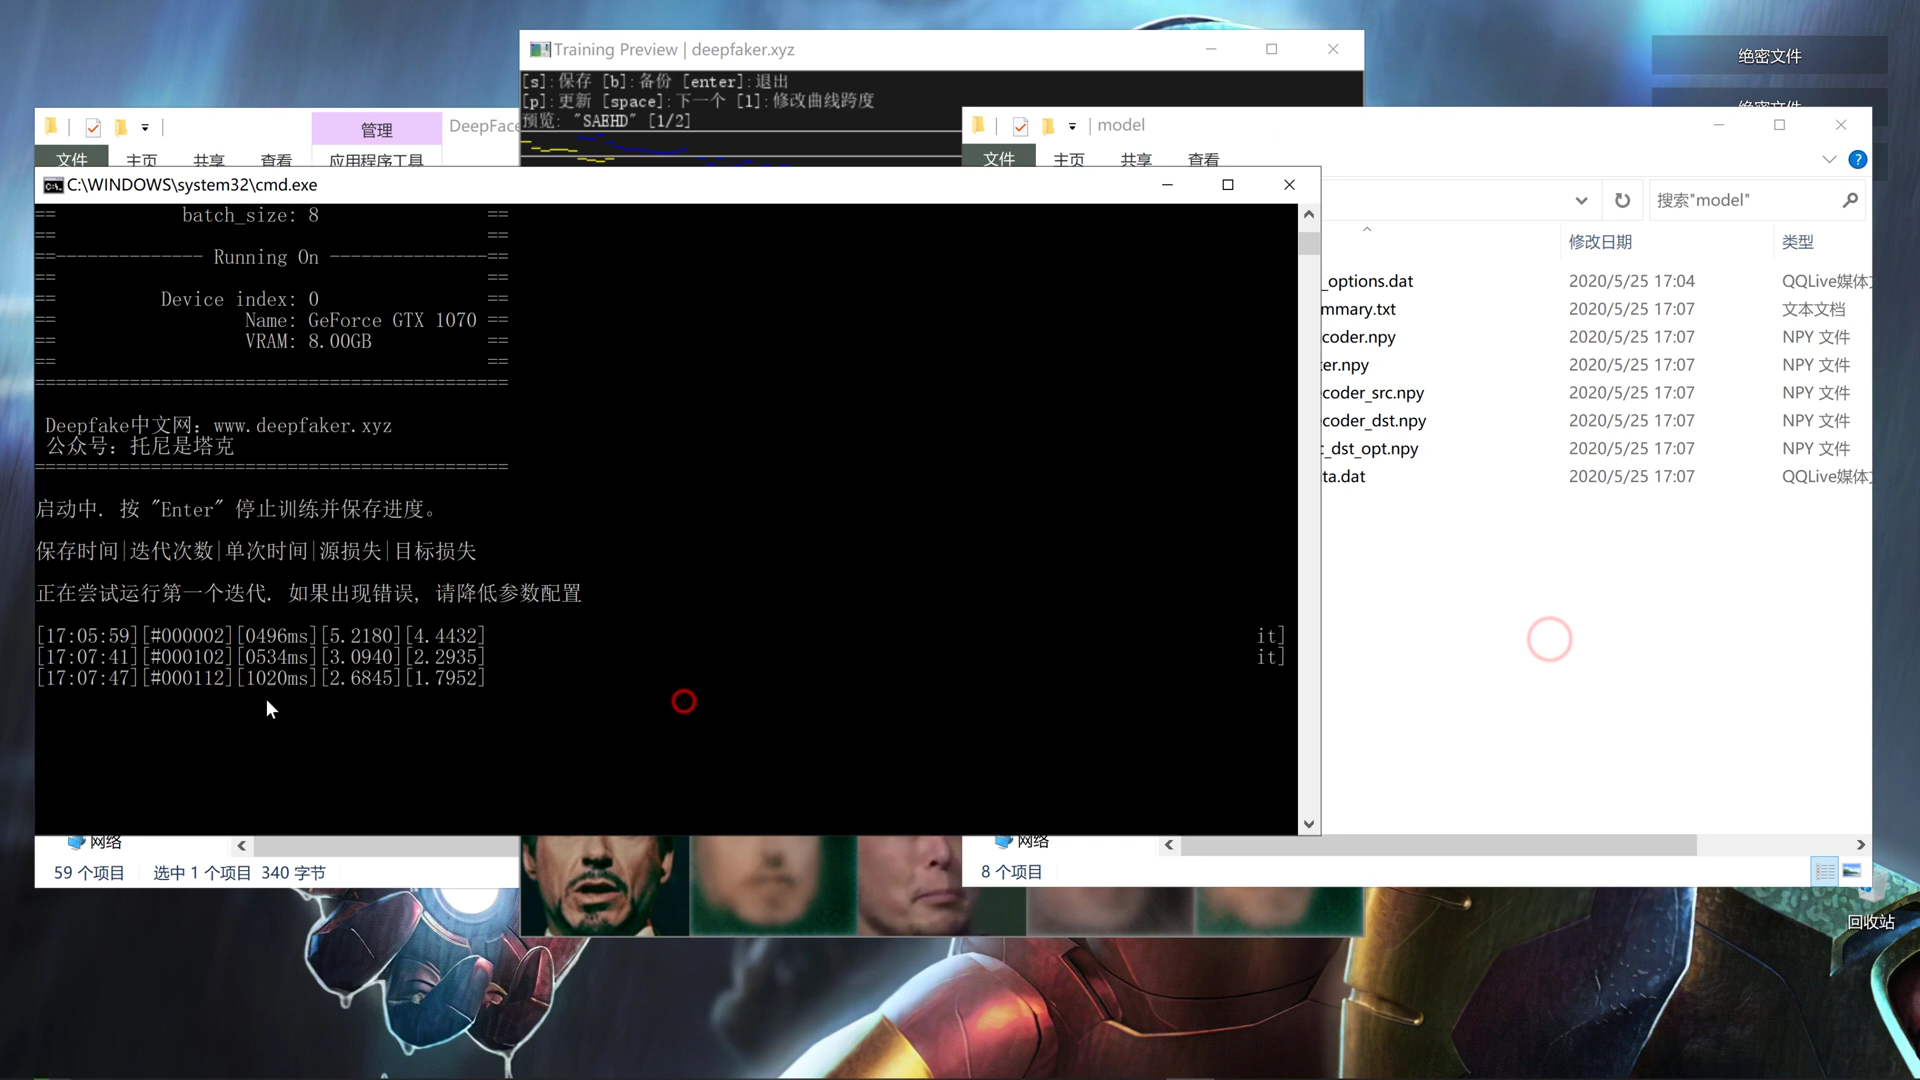 Training Preview | deepfaker.xyz
[s]:保存 [b]:备份 [enter]:退出
[p]:更新 [space]:下一个 [l]:修改曲线跨度
预览: "SAEHD" [1/2]
绝密文件
绝密文件
管理
DeepFace
文件 主页 共享 查看 应用程序工具
model
文件 主页 共享 查看
搜索"model"
修改日期 类型
_options.dat 2020/5/25 17:04 QQLive媒体文
mmary.txt 2020/5/25 17:07 文本文档
coder.npy 2020/5/25 17:07 NPY 文件
er.npy 2020/5/25 17:07 NPY 文件
coder_src.npy 2020/5/25 17:07 NPY 文件
coder_dst.npy 2020/5/25 17:07 NPY 文件
_dst_opt.npy 2020/5/25 17:07 NPY 文件
ta.dat 2020/5/25 17:07 QQLive媒体文
C:\WINDOWS\system32\cmd.exe
== batch_size: 8 ==
== ==
==-------------- Running On ---------------==
== ==
== Device index: 0 ==
== Name: GeForce GTX 1070 ==
== VRAM: 8.00GB ==
== ==
=============================================
Deepfake中文网：www.deepfaker.xyz
公众号：托尼是塔克
=============================================
启动中. 按 "Enter" 停止训练并保存进度。
保存时间|迭代次数|单次时间|源损失|目标损失
正在尝试运行第一个迭代. 如果出现错误, 请降低参数配置
[17:05:59][#000002][0496ms][5.2180][4.4432] it]
[17:07:41][#000102][0534ms][3.0940][2.2935] it]
[17:07:47][#000112][1020ms][2.6845][1.7952]
网络
59 个项目 选中 1 个项目 340 字节
网络
8 个项目
回收站